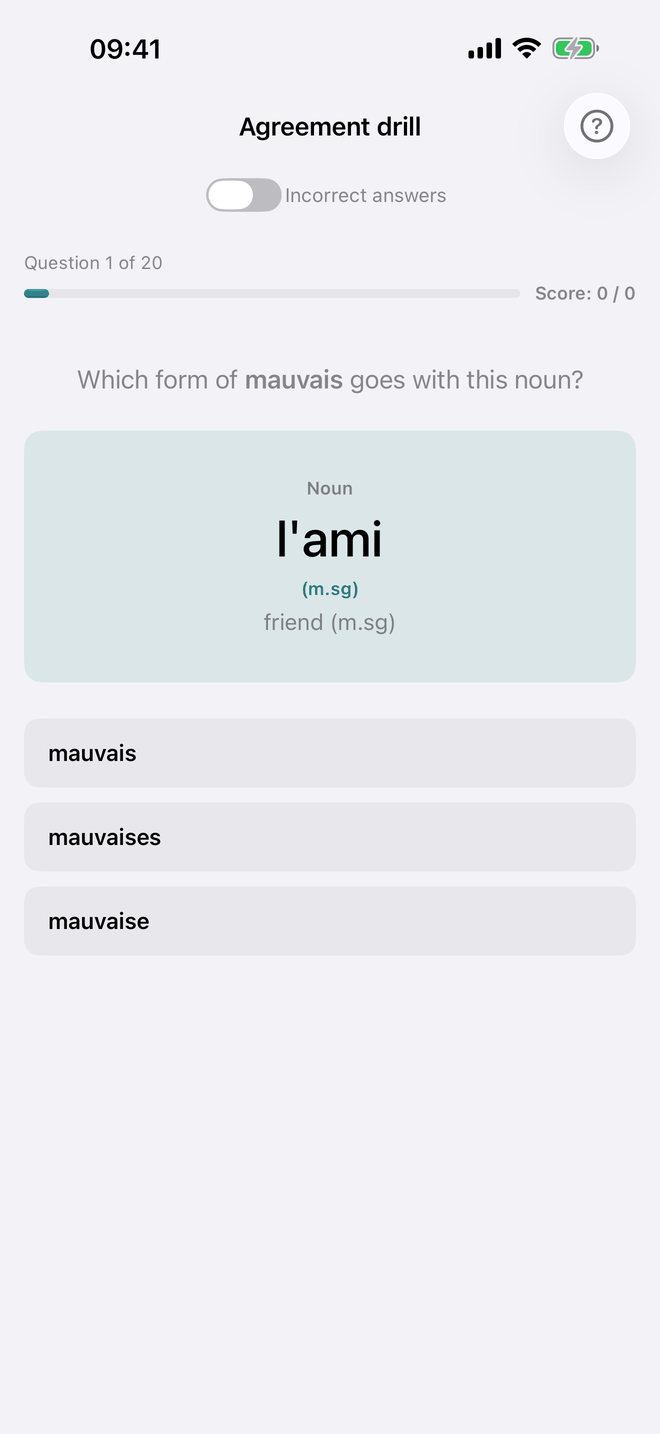 09:41
Agreement drill
Incorrect answers
Question 1 of 20
Score: 0 / 0
Which form of mauvais goes with this noun?
Noun
l'ami
(m.sg)
friend (m.sg)
mauvais
mauvaises
mauvaise